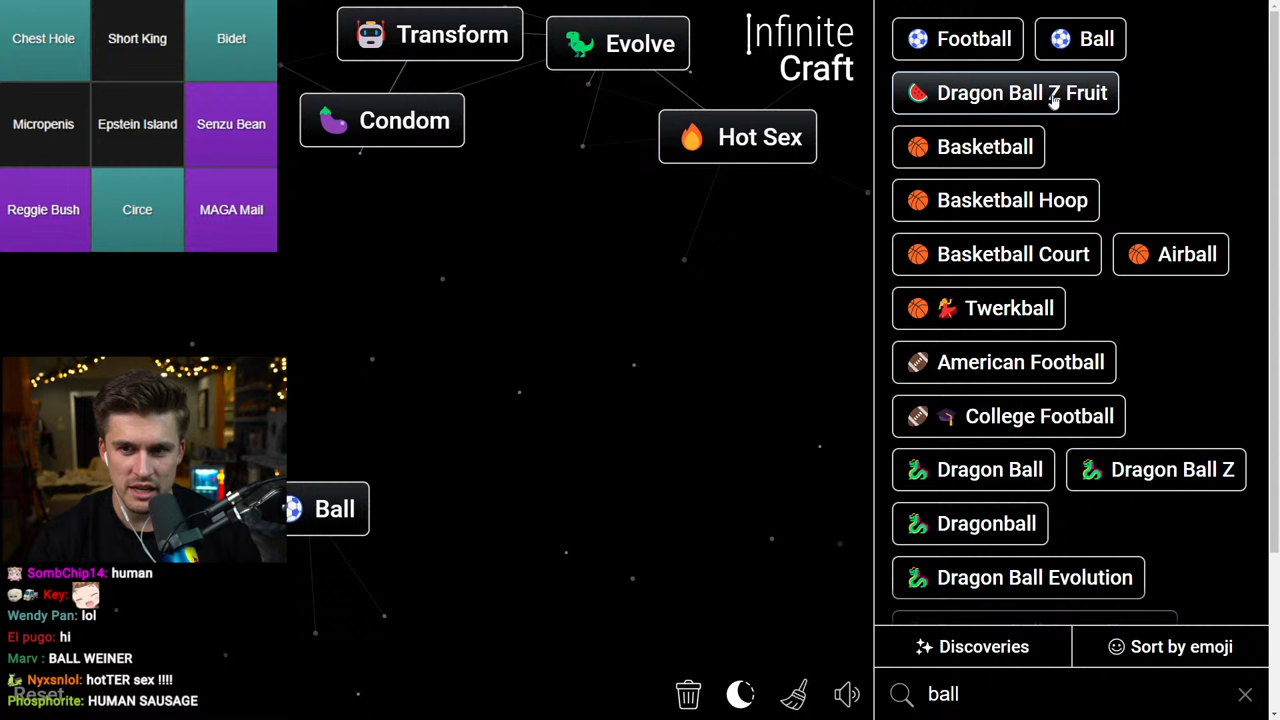 Chest Hole
Short King
Bidet
Micropenis
Epstein Island
Senzu Bean
Reggie Bush
Circe
MAGA Mail
Transform
Evolve
Condom
Hot Sex
Infinite
Craft
Ball
SombChip14: human
Key:
Wendy Pan: lol
El pugo: hi
Marv : BALL WEINER
Nyxsnlol: hotTER sex !!!!
Phosphorite: HUMAN SAUSAGE
Reset
Football
Ball
Dragon Ball Z Fruit
Basketball
Basketball Hoop
Basketball Court
Airball
Twerkball
American Football
College Football
Dragon Ball
Dragon Ball Z
Dragonball
Dragon Ball Evolution
Discoveries
Sort by emoji
ball